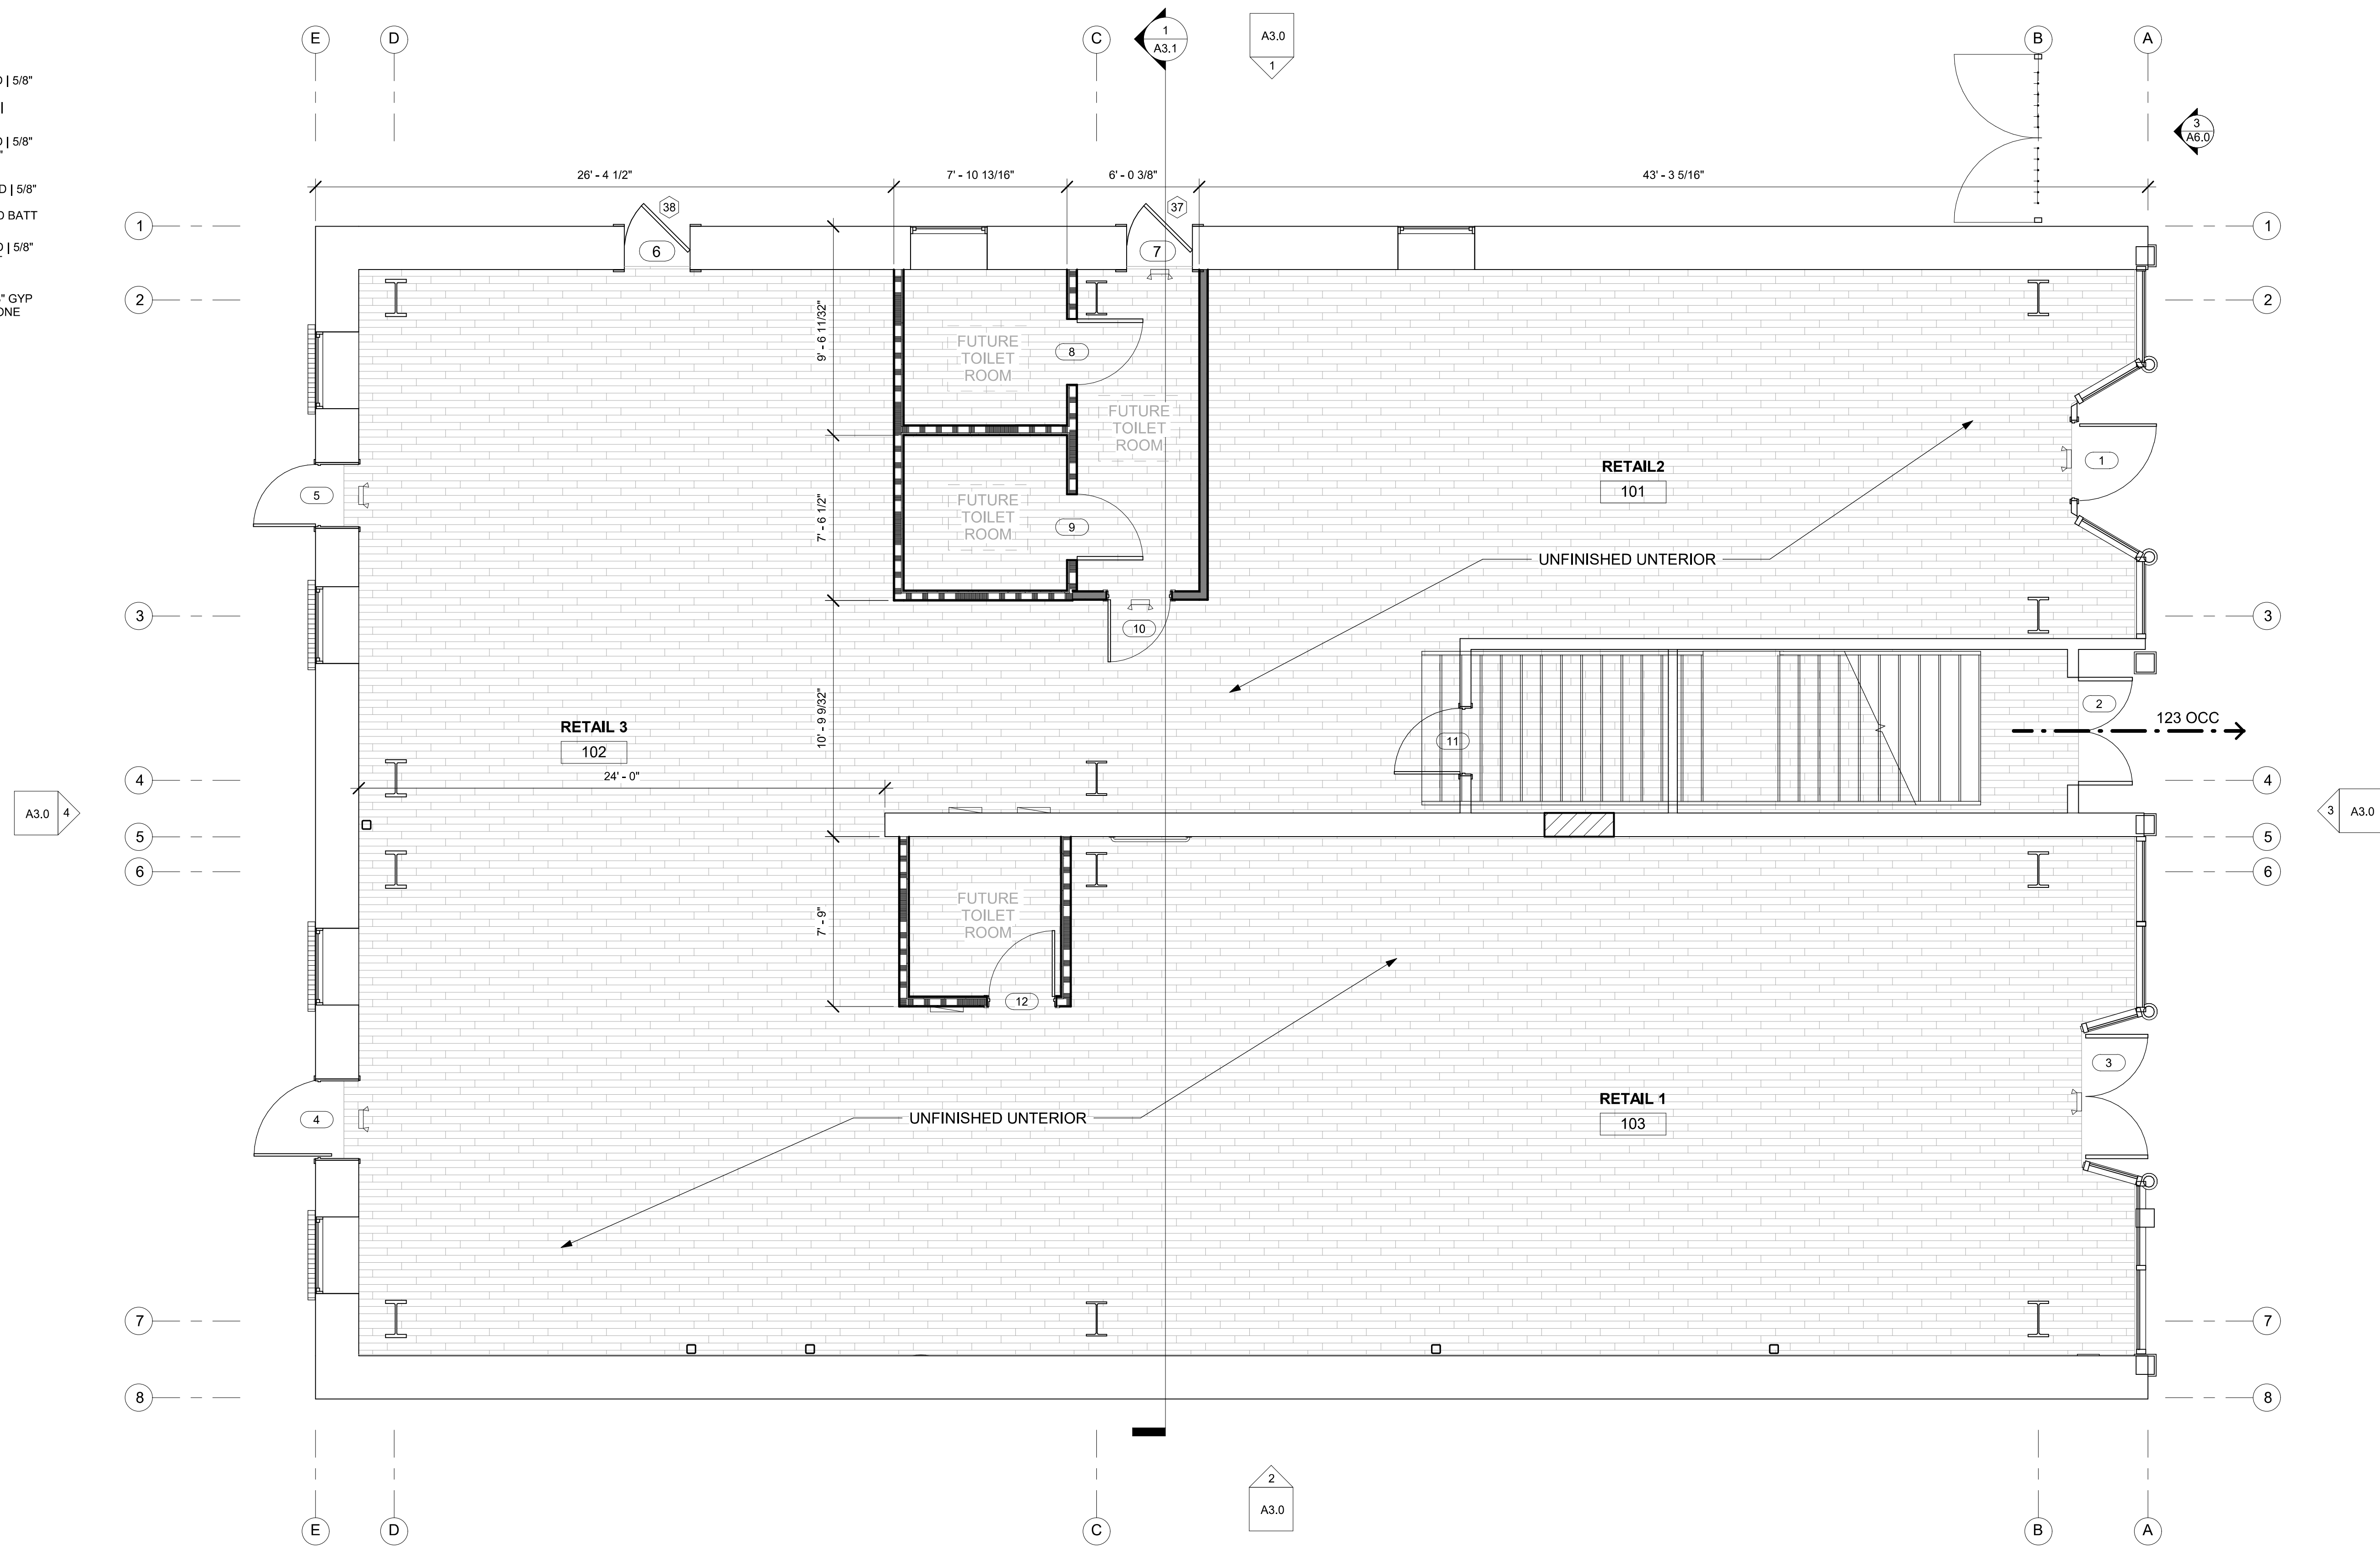 E
D
C
1
A3.1
A3.0
1
B
A
D | 5/8"
|
D | 5/8"
"
D | 5/8"
D BATT
D | 5/8"
" GYP
ONE
3
A6.0
26' - 4 1/2"
7' - 10 13/16"
6' - 0 3/8"
43' - 3 5/16"
38
37
1
6
7
1
2
2
9' - 6 11/32"
FUTURE
TOILET
ROOM
8
FUTURE
TOILET
ROOM
1
RETAIL2
101
5
7' - 6 1/2"
FUTURE
TOILET
ROOM
9
UNFINISHED UNTERIOR
3
10
3
10' - 9 9/32"
RETAIL 3
102
24' - 0"
11
2
123 OCC
4
4
A3.0
4
3
A3.0
5
5
6
6
7' - 9"
FUTURE
TOILET
ROOM
12
3
4
UNFINISHED UNTERIOR
RETAIL 1
103
7
7
8
8
2
A3.0
E
D
C
B
A